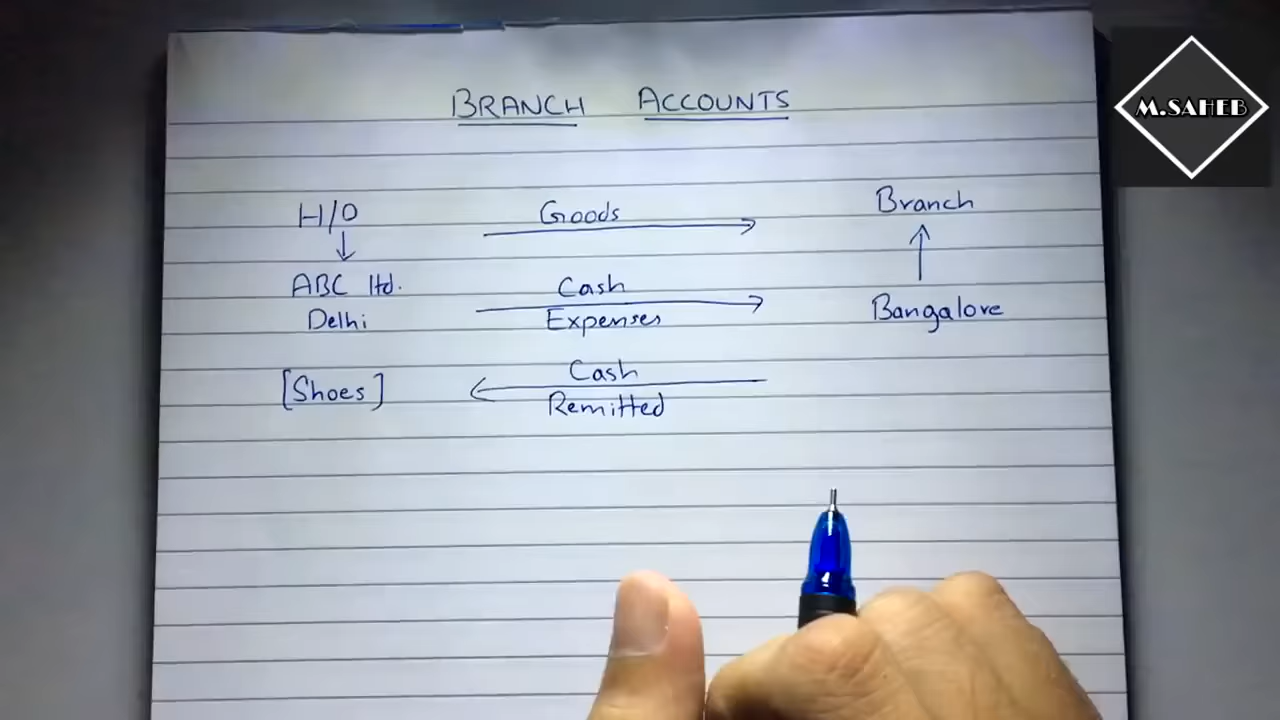 BRANCH ACCOUNTS
M.SAHEB
H/O Goods Branch
ABC ltd. Cash
Delhi Expenses Bangalore
[Shoes] Cash
Remitted